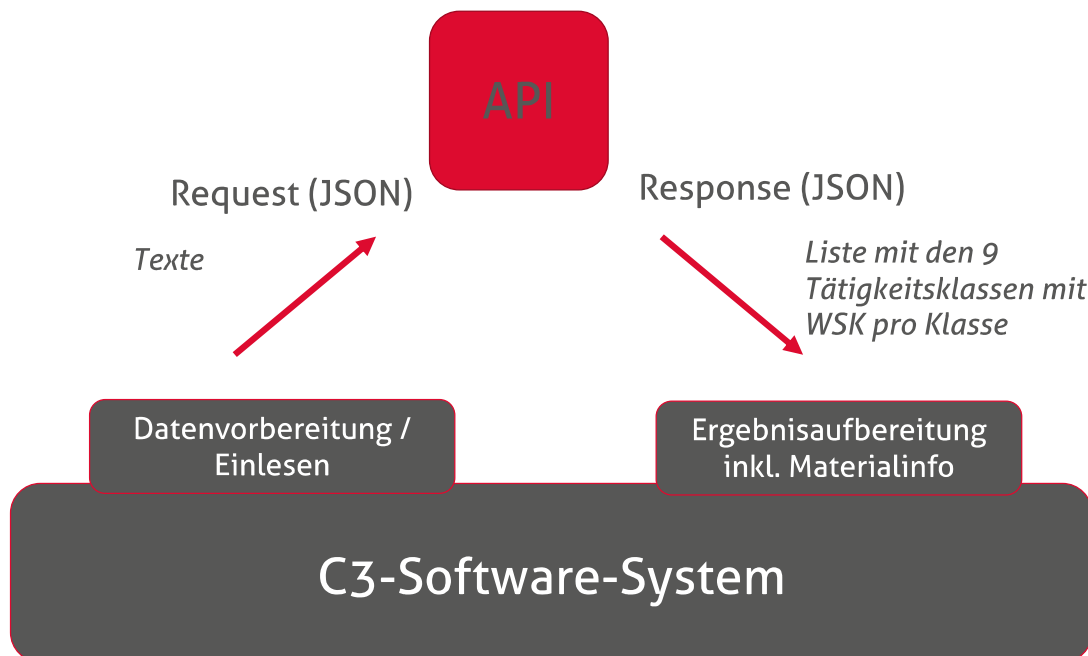 API
Request (JSON)
Response (JSON)
Texte
Liste mit den 9
Tätigkeitsklassen mit
WSK pro Klasse
Datenvorbereitung /
Einlesen
Ergebnisaufbereitung
inkl. Materialinfo
C3-Software-System